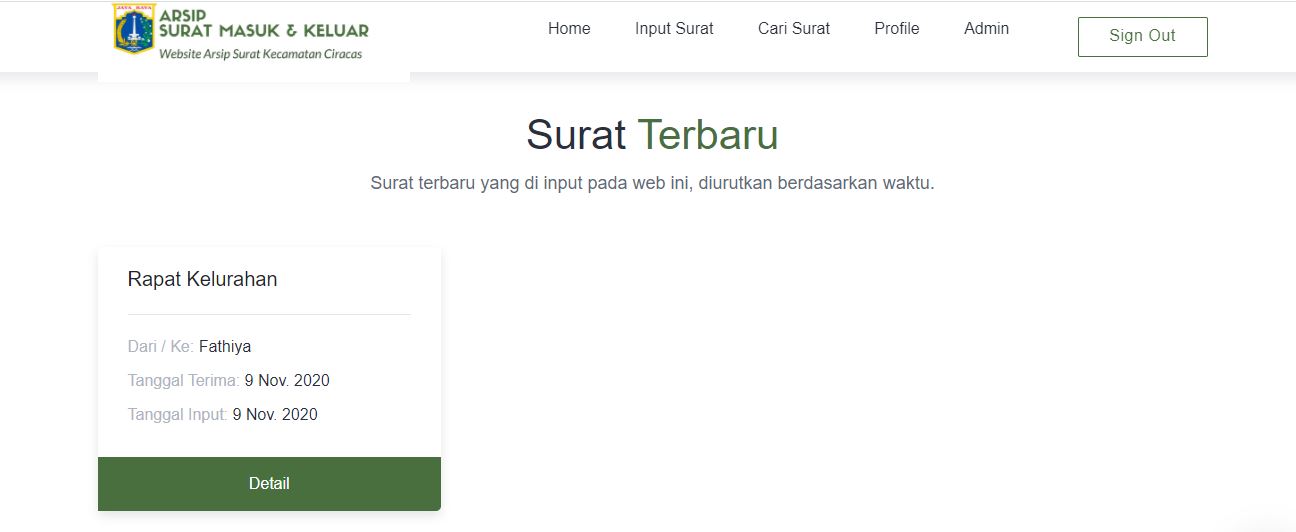 JAYA RAYA
ARSIP
SURAT MASUK & KELUAR
Website Arsip Surat Kecamatan Ciracas
Home Input Surat Cari Surat Profile Admin Sign Out
Surat Terbaru
Surat terbaru yang di input pada web ini, diurutkan berdasarkan waktu.
Rapat Kelurahan
Dari / Ke: Fathiya
Tanggal Terima: 9 Nov. 2020
Tanggal Input: 9 Nov. 2020
Detail